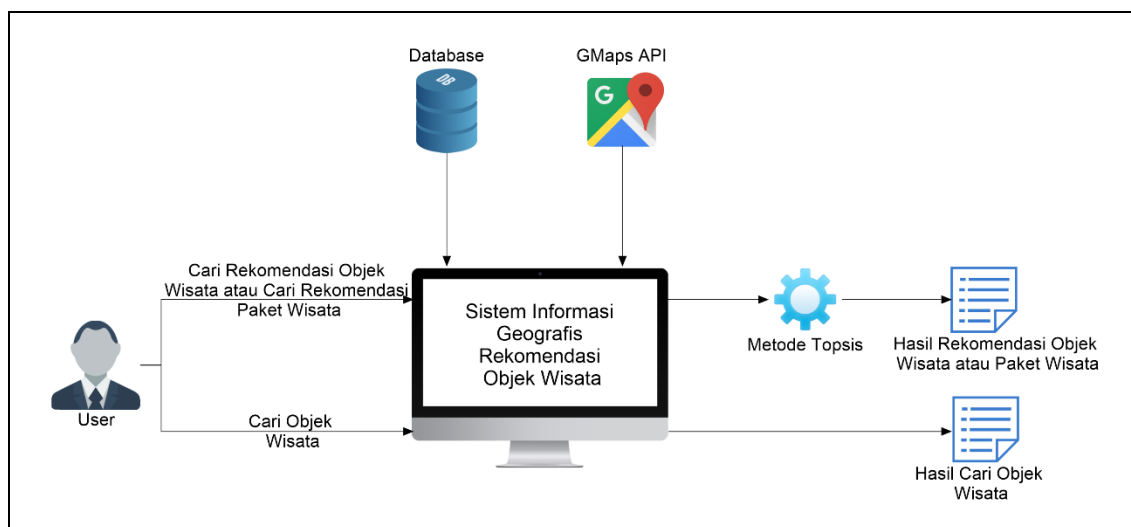 Database
GMaps API
DB
G
Cari Rekomendasi Objek
Wisata atau Cari Rekomendasi
Paket Wisata
Sistem Informasi
Geografis
Rekomendasi
Objek Wisata
Metode Topsis
Hasil Rekomendasi Objek
Wisata atau Paket Wisata
User
Cari Objek
Wisata
Hasil Cari Objek
Wisata